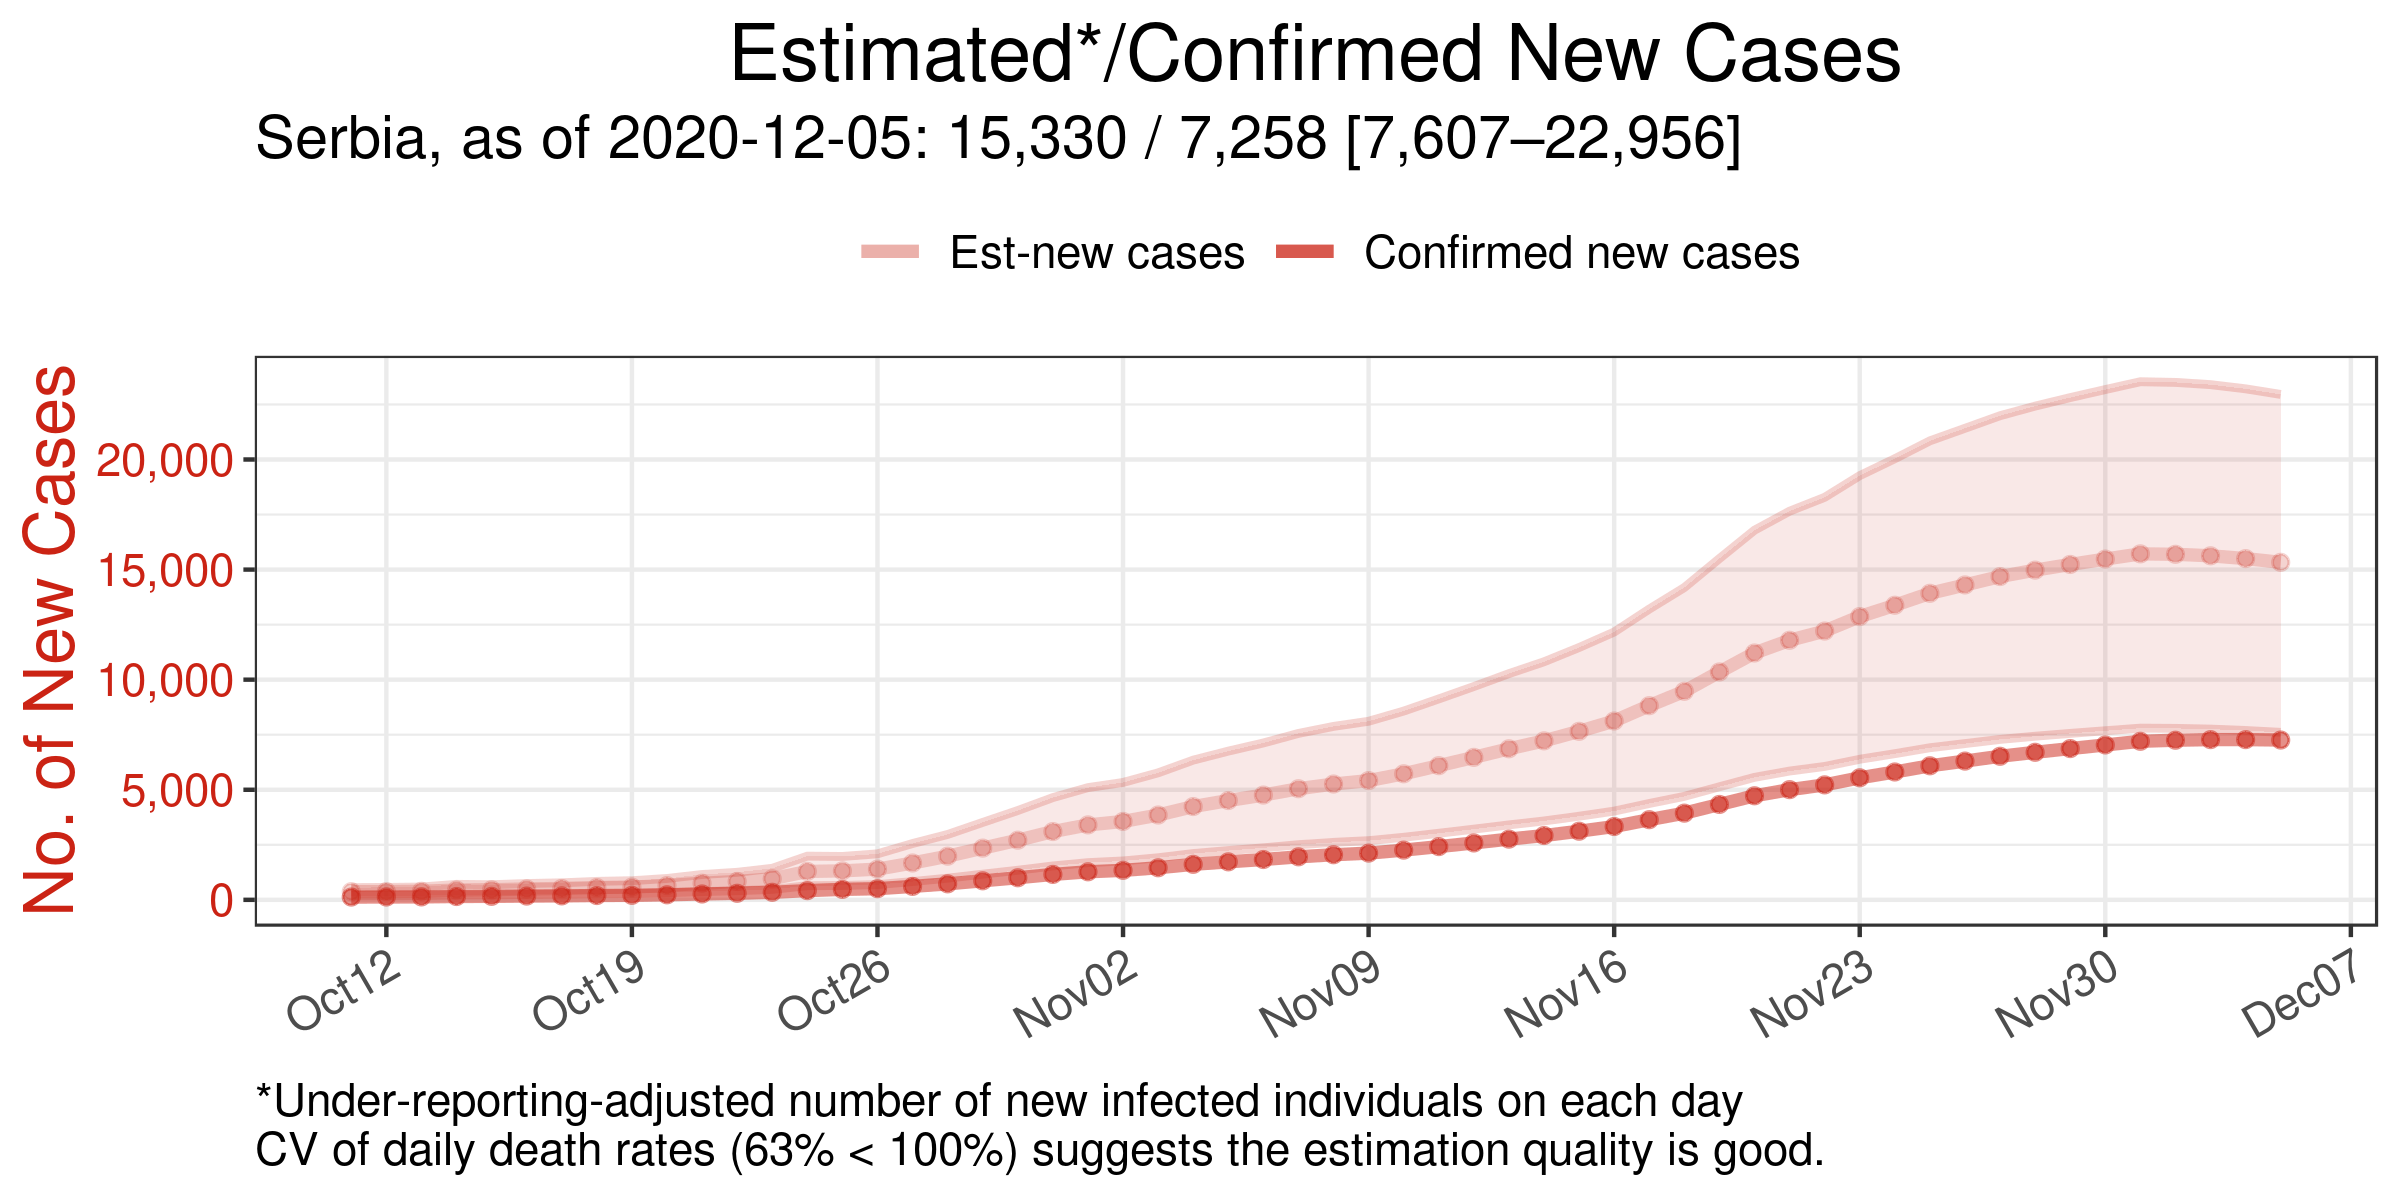 Estimated*/Confirmed New Cases
Serbia, as of 2020-12-05: 15,330 / 7,258 [7,607–22,956]
Est-new cases Confirmed new cases
No. of New Cases
20,000
15,000
10,000
5,000
0
Oct12 Oct19 Oct26 Nov02 Nov09 Nov16 Nov23 Nov30 Dec07
*Under-reporting-adjusted number of new infected individuals on each day
CV of daily death rates (63% < 100%) suggests the estimation quality is good.